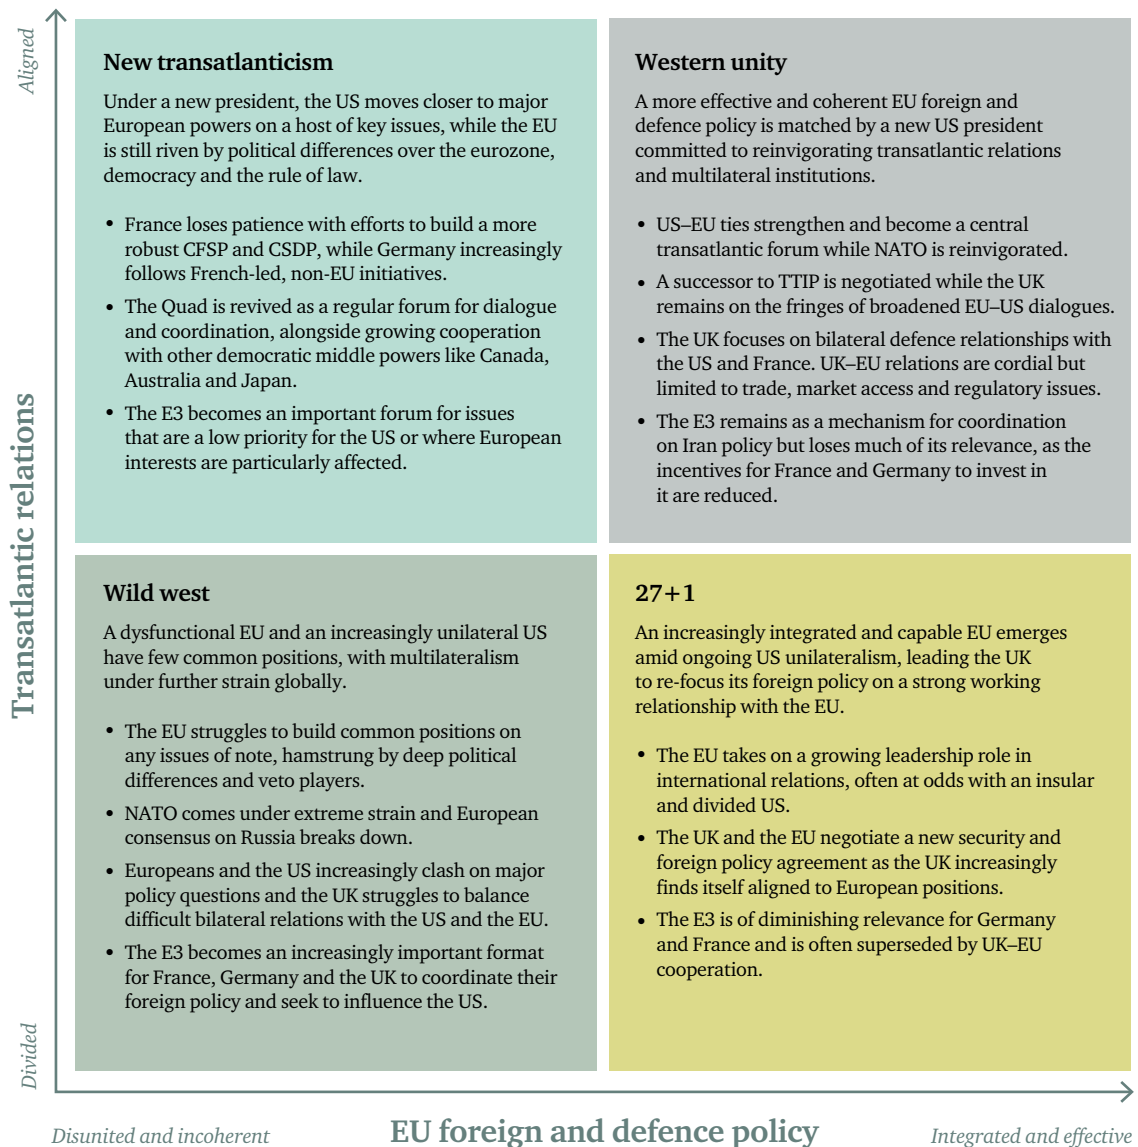 Aligned
Transatlantic relations
Divided
New transatlanticism
Under a new president, the US moves closer to major
European powers on a host of key issues, while the EU
is still riven by political differences over the eurozone,
democracy and the rule of law.
• France loses patience with efforts to build a more
robust CFSP and CSDP, while Germany increasingly
follows French-led, non-EU initiatives.
• The Quad is revived as a regular forum for dialogue
and coordination, alongside growing cooperation
with other democratic middle powers like Canada,
Australia and Japan.
• The E3 becomes an important forum for issues
that are a low priority for the US or where European
interests are particularly affected.
Western unity
A more effective and coherent EU foreign and
defence policy is matched by a new US president
committed to reinvigorating transatlantic relations
and multilateral institutions.
• US–EU ties strengthen and become a central
transatlantic forum while NATO is reinvigorated.
• A successor to TTIP is negotiated while the UK
remains on the fringes of broadened EU–US dialogues.
• The UK focuses on bilateral defence relationships with
the US and France. UK–EU relations are cordial but
limited to trade, market access and regulatory issues.
• The E3 remains as a mechanism for coordination
on Iran policy but loses much of its relevance, as the
incentives for France and Germany to invest in
it are reduced.
Wild west
A dysfunctional EU and an increasingly unilateral US
have few common positions, with multilateralism
under further strain globally.
• The EU struggles to build common positions on
any issues of note, hamstrung by deep political
differences and veto players.
• NATO comes under extreme strain and European
consensus on Russia breaks down.
• Europeans and the US increasingly clash on major
policy questions and the UK struggles to balance
difficult bilateral relations with the US and the EU.
• The E3 becomes an increasingly important format
for France, Germany and the UK to coordinate their
foreign policy and seek to influence the US.
27+1
An increasingly integrated and capable EU emerges
amid ongoing US unilateralism, leading the UK
to re-focus its foreign policy on a strong working
relationship with the EU.
• The EU takes on a growing leadership role in
international relations, often at odds with an insular
and divided US.
• The UK and the EU negotiate a new security and
foreign policy agreement as the UK increasingly
finds itself aligned to European positions.
• The E3 is of diminishing relevance for Germany
and France and is often superseded by UK–EU
cooperation.
Disunited and incoherent
EU foreign and defence policy
Integrated and effective